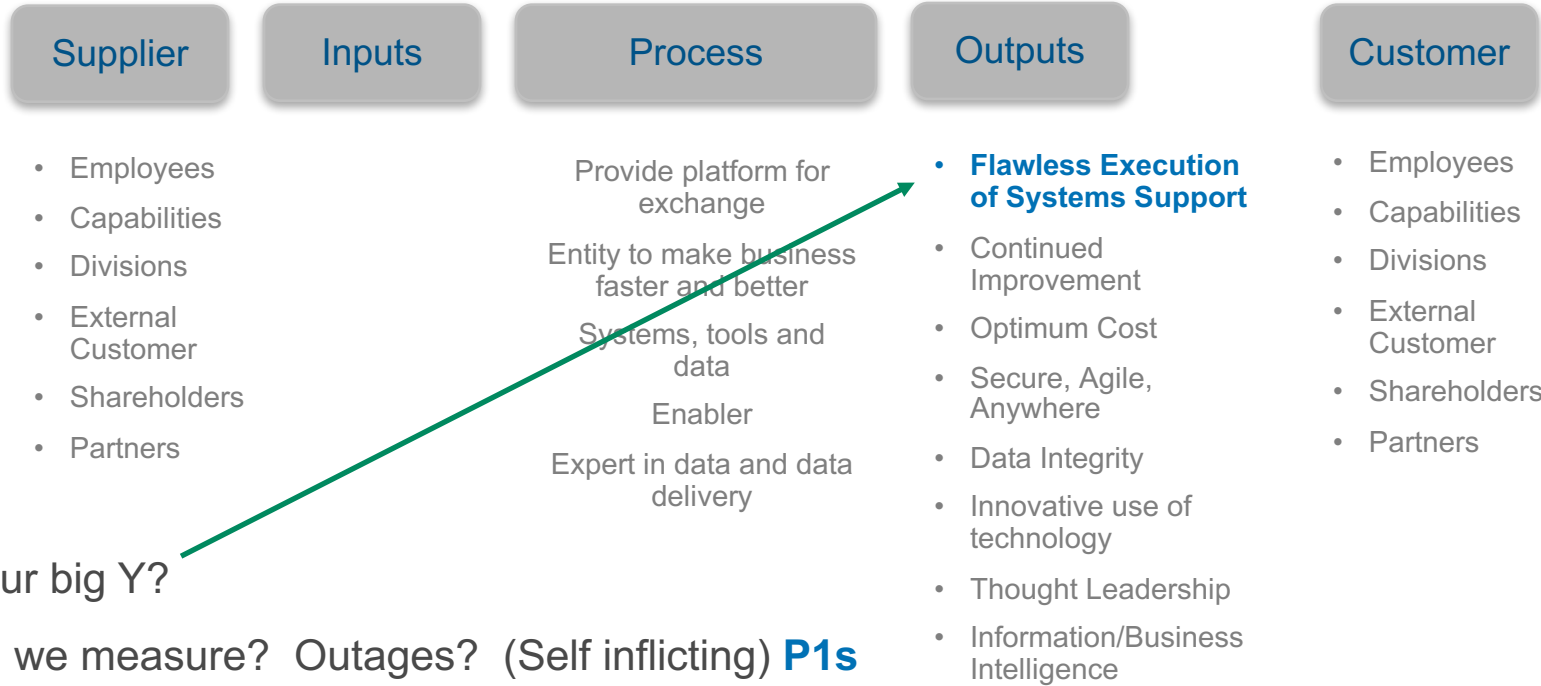 Supplier
Inputs
Process
Outputs
Customer
• Employees
• Capabilities
• Divisions
• External
Customer
• Shareholders
• Partners
Provide platform for
exchange
Entity to make business
faster and better
Systems, tools and
data
Enabler
Expert in data and data
delivery
• Flawless Execution
of Systems Support
• Continued
Improvement
• Optimum Cost
• Secure, Agile,
Anywhere
• Data Integrity
• Innovative use of
technology
• Thought Leadership
• Information/Business
Intelligence
• Employees
• Capabilities
• Divisions
• External
Customer
• Shareholders
• Partners
ur big Y?
we measure? Outages? (Self inflicting) P1s